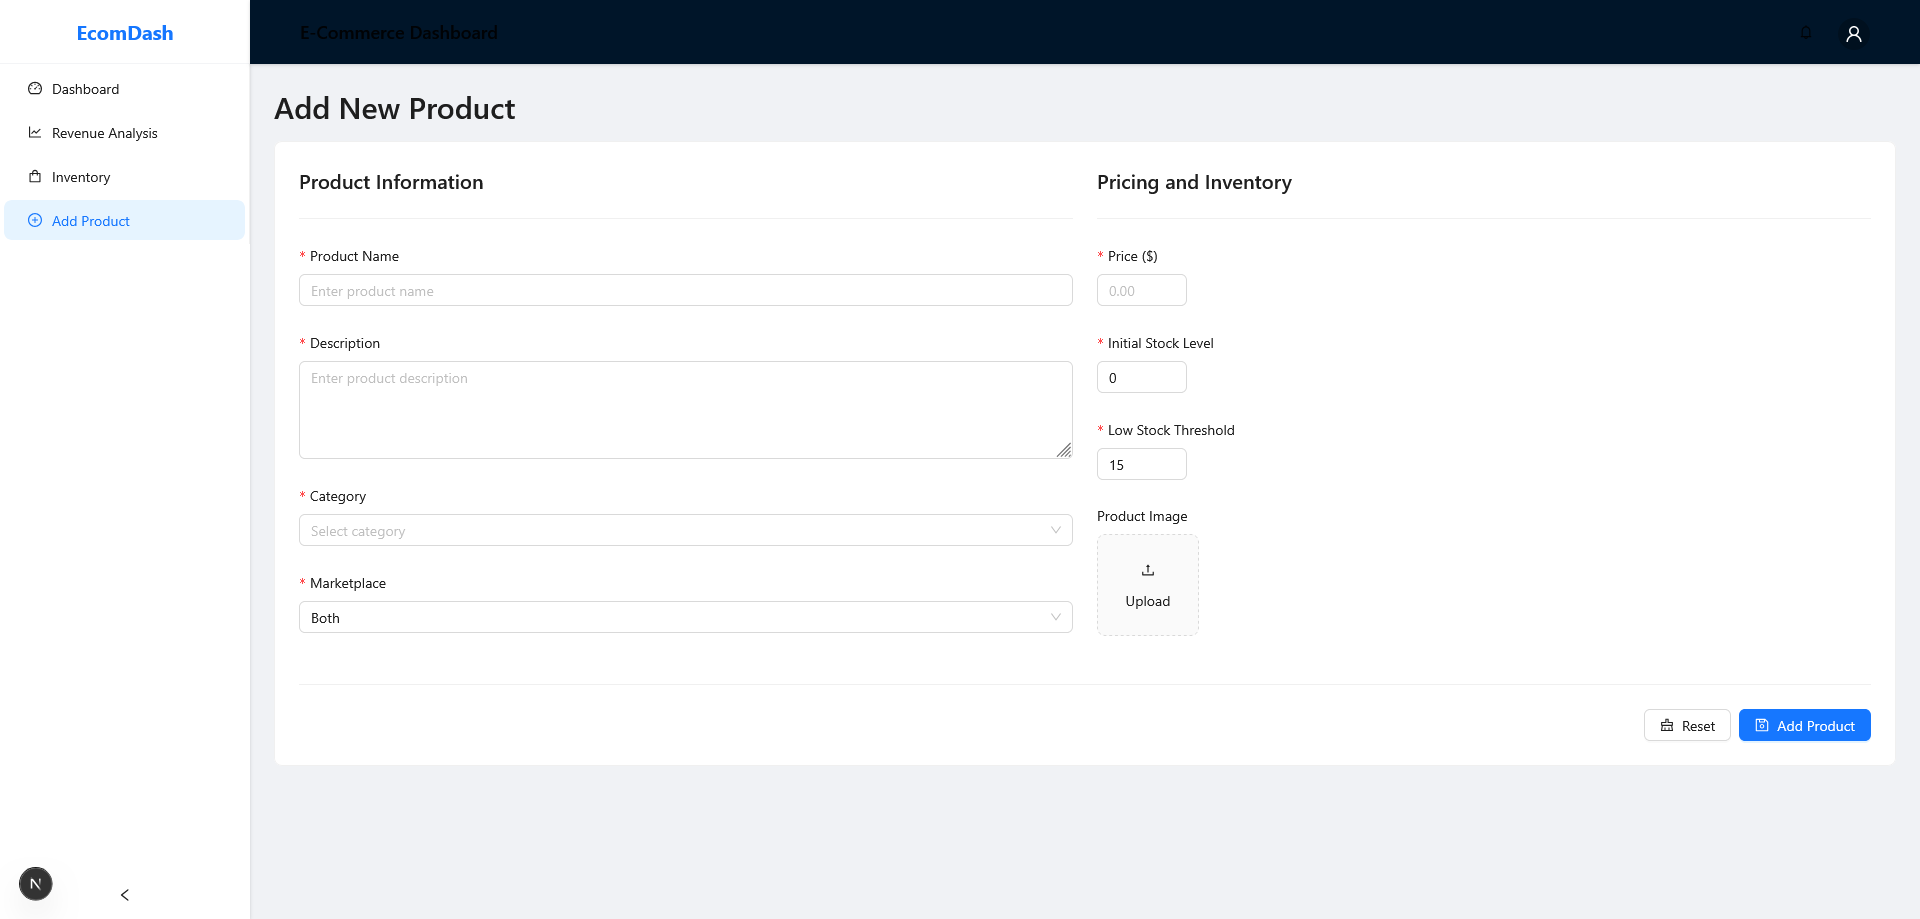 EcomDash
E-Commerce Dashboard
Dashboard
Revenue Analysis
Inventory
Add Product
Add New Product
Product Information
* Product Name
Enter product name
* Description
Enter product description
* Category
Select category
* Marketplace
Both
Pricing and Inventory
* Price ($)
0.00
* Initial Stock Level
0
* Low Stock Threshold
15
Product Image
Upload
Reset
Add Product
N